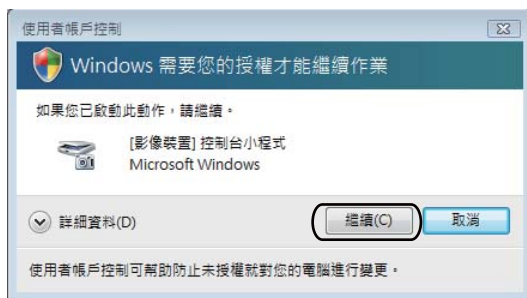 使用者帳戶控制
Windows 需要您的授權才能繼續作業
如果您已啟動此動作，請繼續。
[影像裝置] 控制台小程式
Microsoft Windows
詳細資料(D)
繼續(C)
取消
使用者帳戶控制可幫助防止未授權就對您的電腦進行變更。